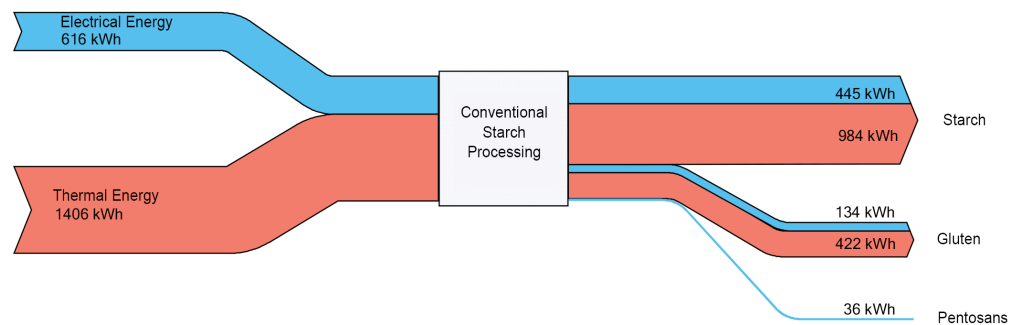 Electrical Energy
616 kWh
Thermal Energy
1406 kWh
Conventional
Starch
Processing
445 kWh
984 kWh
Starch
134 kWh
422 kWh
Gluten
36 kWh
Pentosans